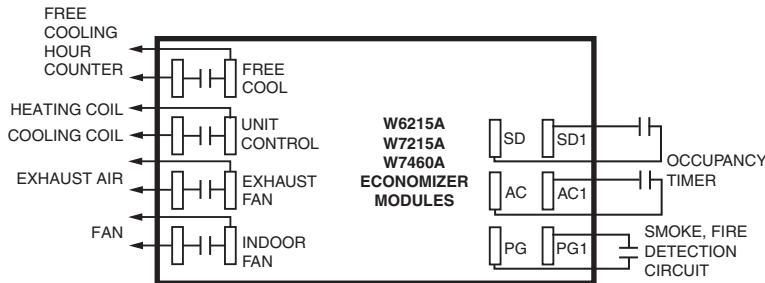 FREE
COOLING
HOUR
COUNTER
FREE
COOL
HEATING COIL
COOLING COIL
UNIT
CONTROL
EXHAUST AIR
EXHAUST
FAN
FAN
INDOOR
FAN
W6215A
W7215A
W7460A
ECONOMIZER
MODULES
SD
SD1
AC
AC1
OCCUPANCY
TIMER
PG
PG1
SMOKE, FIRE
DETECTION
CIRCUIT